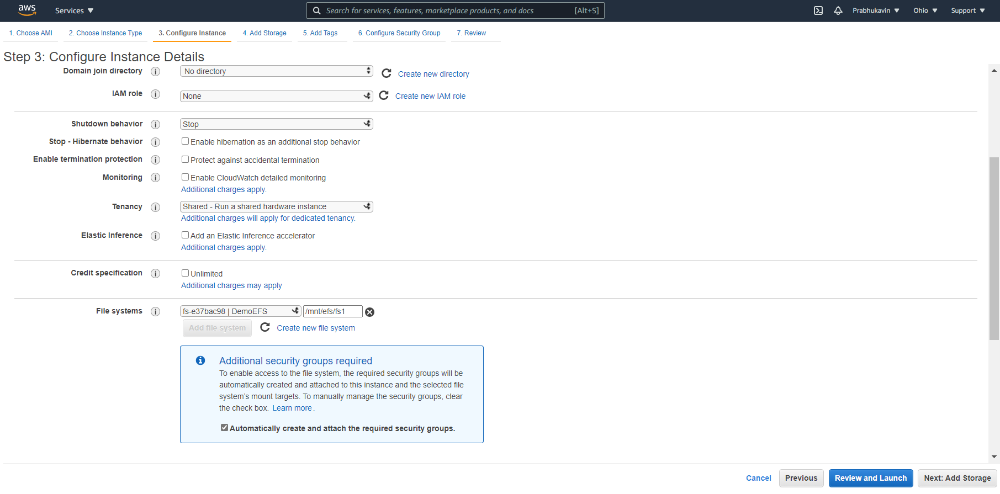 aws Services Search for services, features, marketplace products, and docs [Alt+S] Prabhukavin Ohio Support
1. Choose AMI 2. Choose Instance Type 3. Configure Instance 4. Add Storage 5. Add Tags 6. Configure Security Group 7. Review
Step 3: Configure Instance Details
Domain join directory i No directory Create new directory
IAM role i None Create new IAM role
Shutdown behavior i Stop
Stop - Hibernate behavior i Enable hibernation as an additional stop behavior
Enable termination protection i Protect against accidental termination
Monitoring i Enable CloudWatch detailed monitoring
Additional charges apply.
Tenancy i Shared - Run a shared hardware instance
Additional charges will apply for dedicated tenancy.
Elastic Inference i Add an Elastic Inference accelerator
Additional charges apply.
Credit specification i Unlimited
Additional charges may apply
File systems i fs-e37bac98 | DemoEFS /mnt/efs/fs1
Add file system Create new file system
i Additional security groups required
To enable access to the file system, the required security groups will be
automatically created and attached to this instance and the selected file
system's mount targets. To manually manage the security groups, clear
the check box. Learn more.
Automatically create and attach the required security groups.
Cancel Previous Review and Launch Next: Add Storage